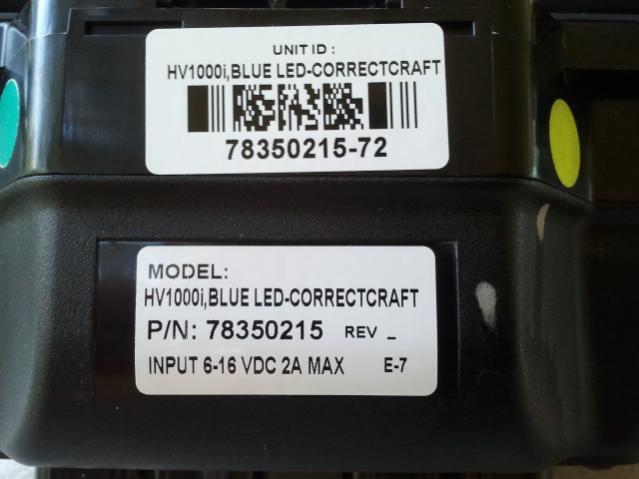 UNIT ID :
HV1000i,BLUE LED-CORRECTCRAFT
78350215-72
MODEL:
HV1000i,BLUE LED-CORRECTCRAFT
P/N: 78350215 REV _
INPUT 6-16 VDC 2A MAX E-7